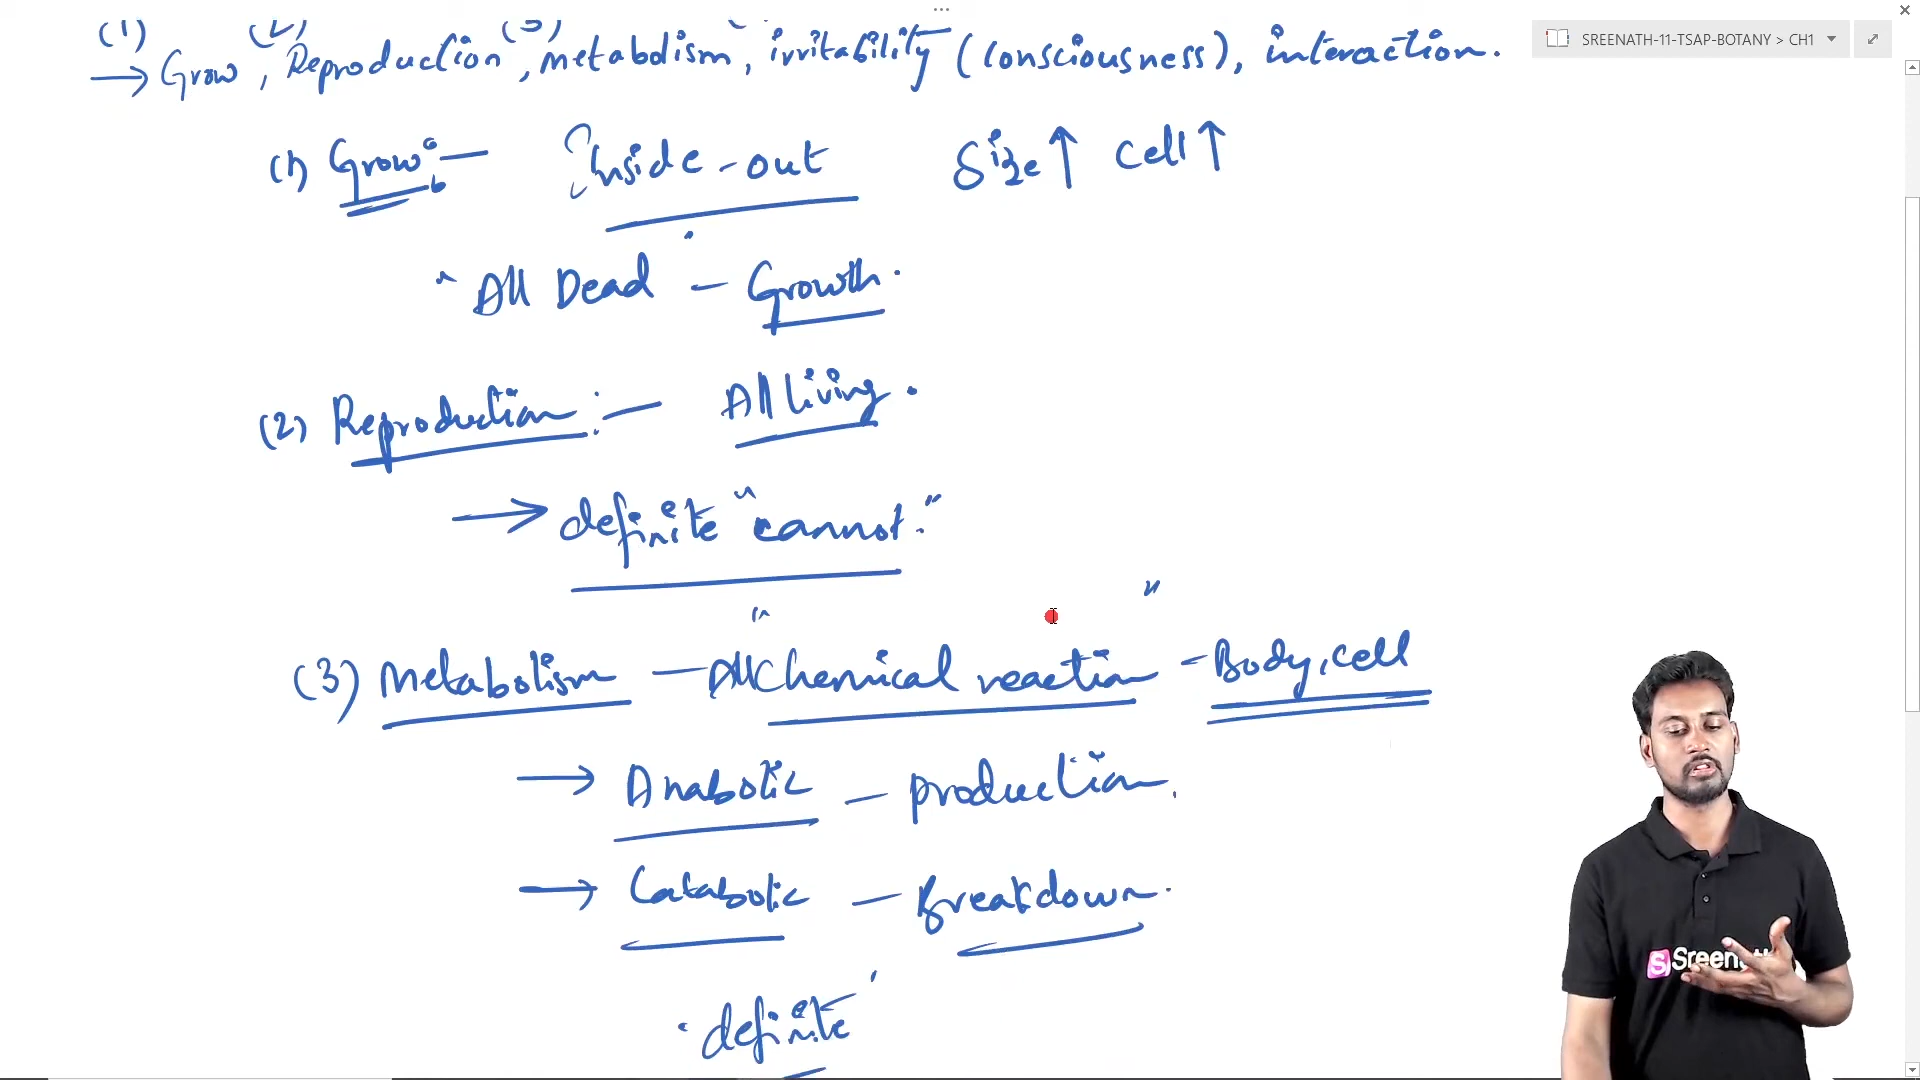 (1) (2) (3)
→ Grow, Reproduction, metabolism, irritability (consciousness), interaction.
SREENATH-11-TSAP-BOTANY > CH1
(1) Grow — Inside-out Size ↑ Cell ↑
"All Dead — Growth.
(2) Reproduction :— All living.
→ definite "cannot."
(3) Metabolism — All Chemical reaction - Body, cell
→ Anabolic — production.
→ Catabolic — Breakdown.
"definite"
Sreenath